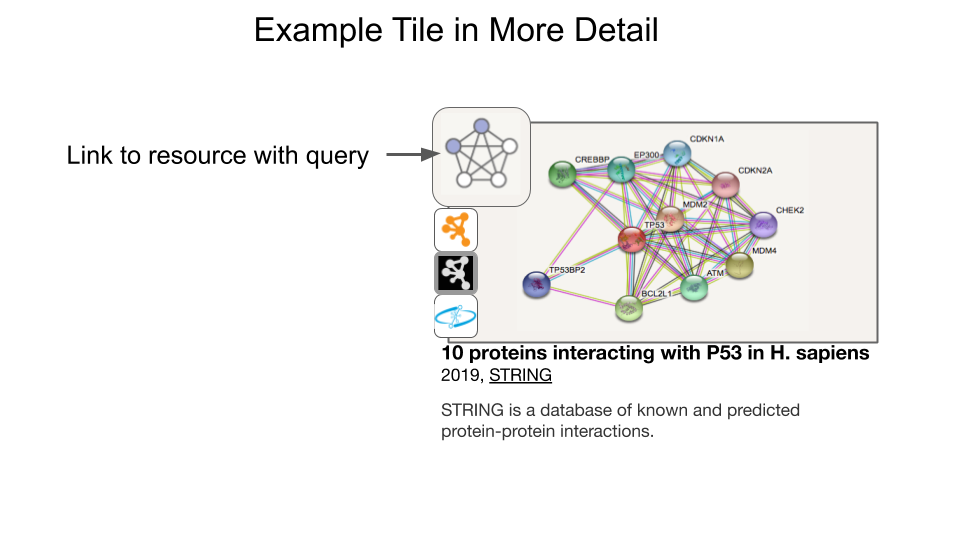 Example Tile in More Detail
Link to resource with query
CDKN1A
EP300
CREBBP
CDKN2A
MDM2
CHEK2
TP53
MDM4
TP53BP2
ATM
BCL2L1
10 proteins interacting with P53 in H. sapiens
2019, STRING
STRING is a database of known and predicted
protein-protein interactions.